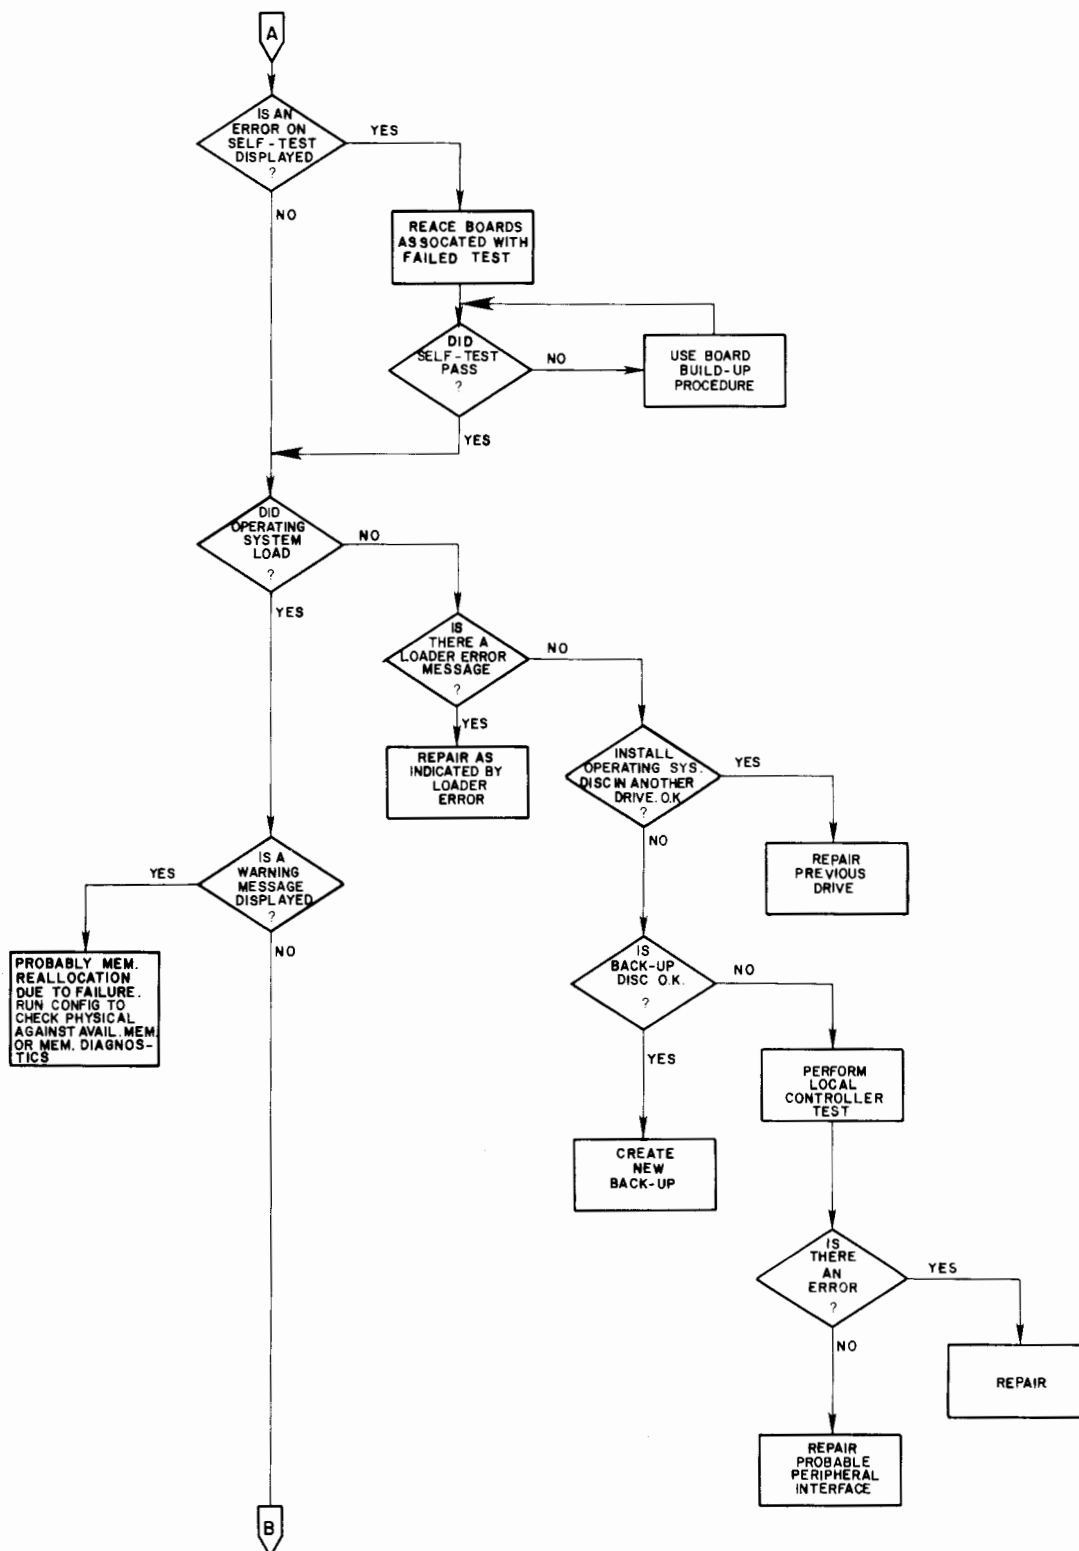 A
IS AN
ERROR ON
SELF-TEST
DISPLAYED
?
YES
NO
REACE BOARDS
ASSOCATED WITH
FAILED TEST
DID
SELF-TEST
PASS
?
NO
USE BOARD
BUILD-UP
PROCEDURE
YES
DID
OPERATING
SYSTEM
LOAD
?
NO
YES
IS
THERE A
LOADER ERROR
MESSAGE
?
NO
YES
REPAIR AS
INDICATED BY
LOADER
ERROR
INSTALL
OPERATING SYS.
DISC IN ANOTHER
DRIVE. O.K
?
YES
NO
REPAIR
PREVIOUS
DRIVE
IS A
WARNING
MESSAGE
DISPLAYED
?
YES
NO
PROBABLY MEM.
REALLOCATION
DUE TO FAILURE.
RUN CONFIG TO
CHECK PHYSICAL
AGAINST AVAIL. MEM.
OR MEM. DIAGNOS-
TICS
IS
BACK-UP
DISC O.K.
?
NO
YES
PERFORM
LOCAL
CONTROLLER
TEST
CREATE
NEW
BACK-UP
IS
THERE
AN
ERROR
?
YES
NO
REPAIR
REPAIR
PROBABLE
PERIPHERAL
INTERFACE
B